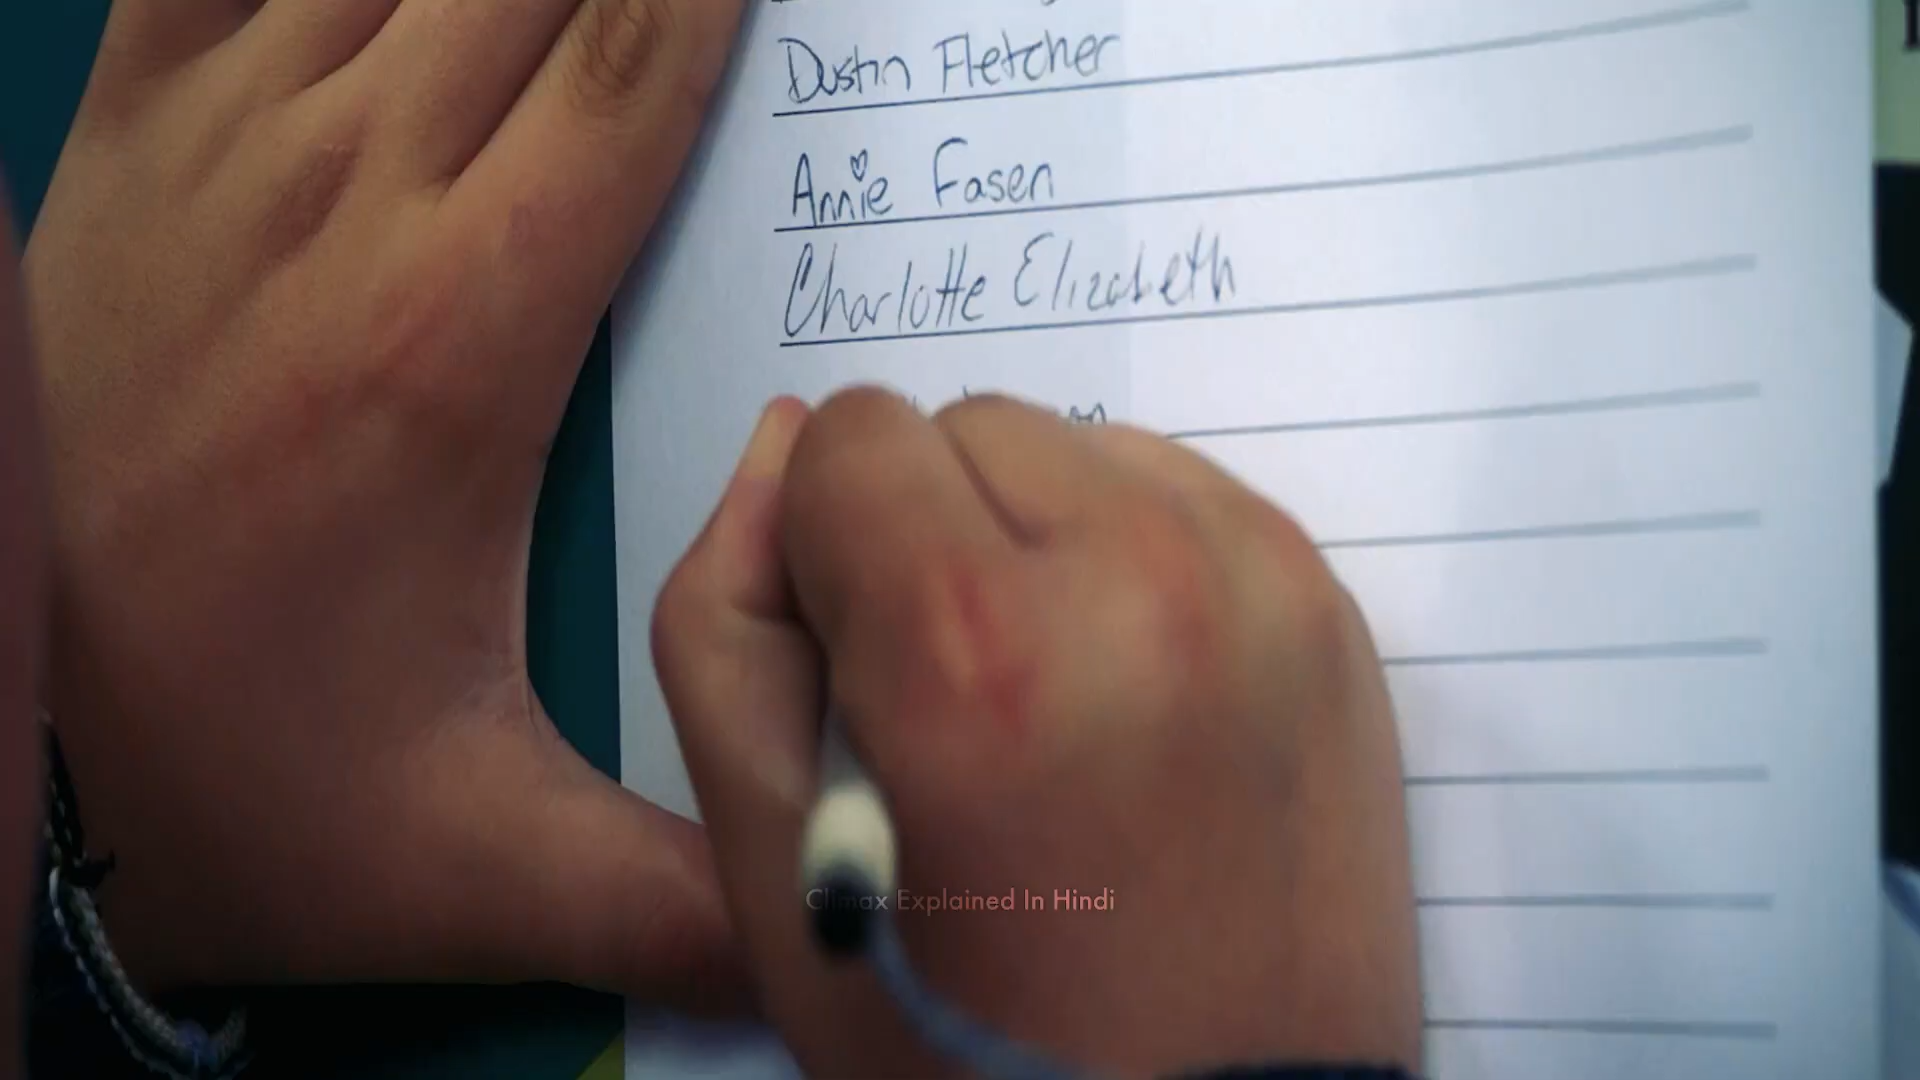 Dustin Fletcher
Annie Fasen
Charlotte Elizabeth
Climax Explained In Hindi